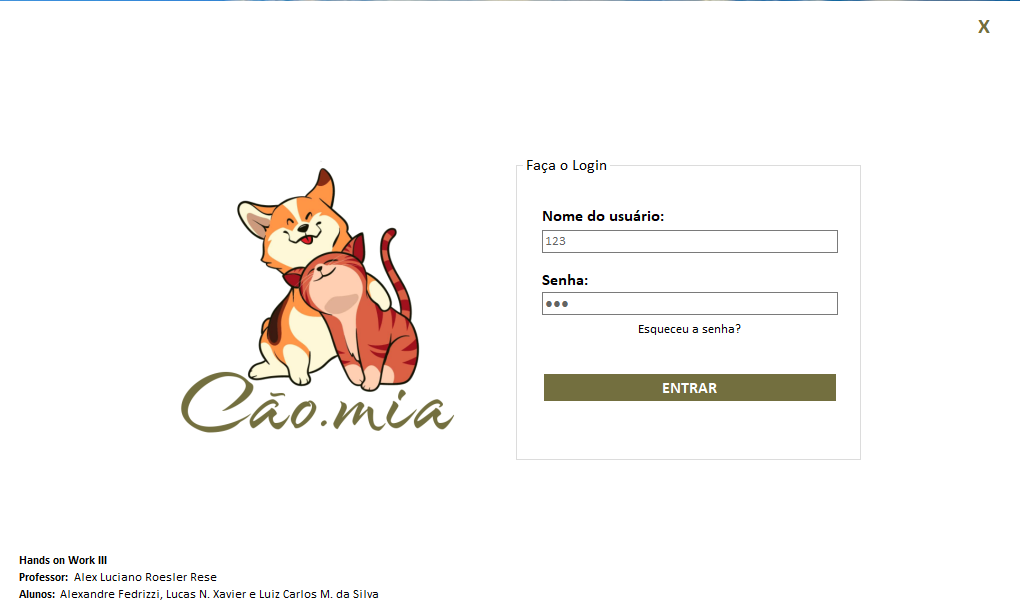 X
Faça o Login
Nome do usuário:
123
Senha:
●●●
Esqueceu a senha?
ENTRAR
Cão.mia
Hands on Work III
Professor: Alex Luciano Roesler Rese
Alunos: Alexandre Fedrizzi, Lucas N. Xavier e Luiz Carlos M. da Silva